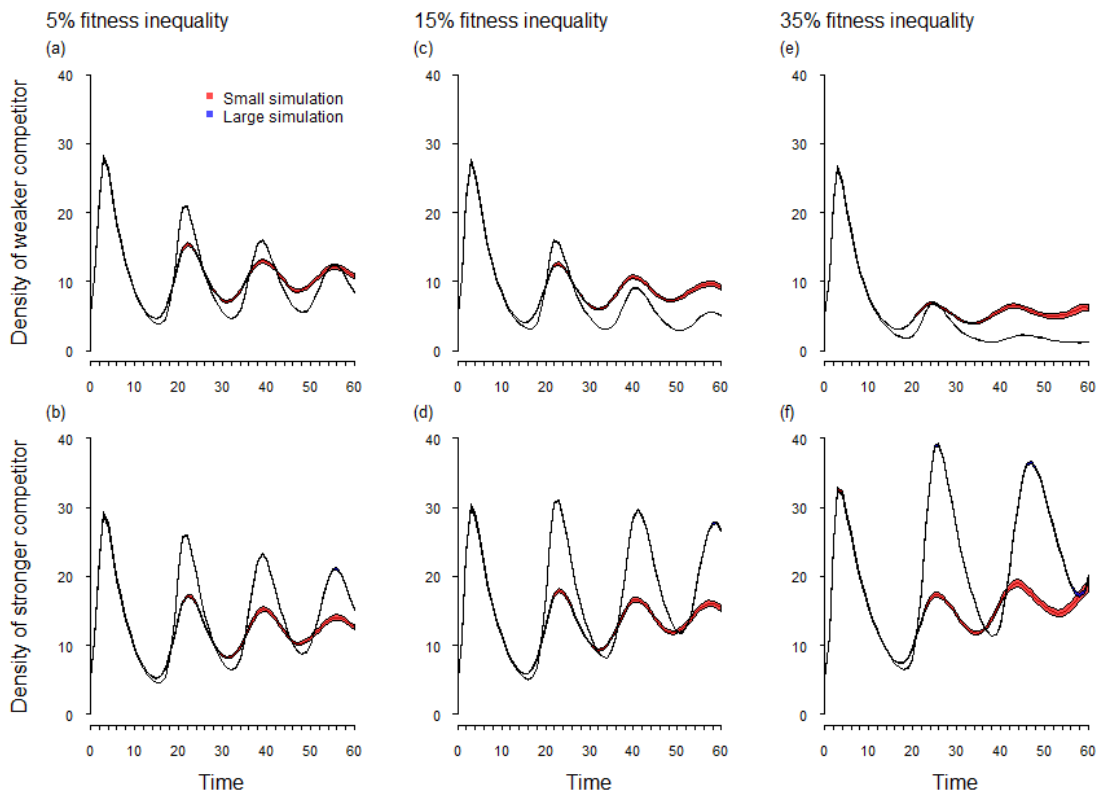 5% fitness inequality
15% fitness inequality
35% fitness inequality
(a)
(c)
(e)
Density of weaker competitor
40
30
20
10
0
Small simulation
Large simulation
0 10 20 30 40 50 60
40
30
20
10
0
0 10 20 30 40 50 60
40
30
20
10
0
0 10 20 30 40 50 60
(b)
(d)
(f)
Density of stronger competitor
40
30
20
10
0
0 10 20 30 40 50 60
Time
40
30
20
10
0
0 10 20 30 40 50 60
Time
40
30
20
10
0
0 10 20 30 40 50 60
Time